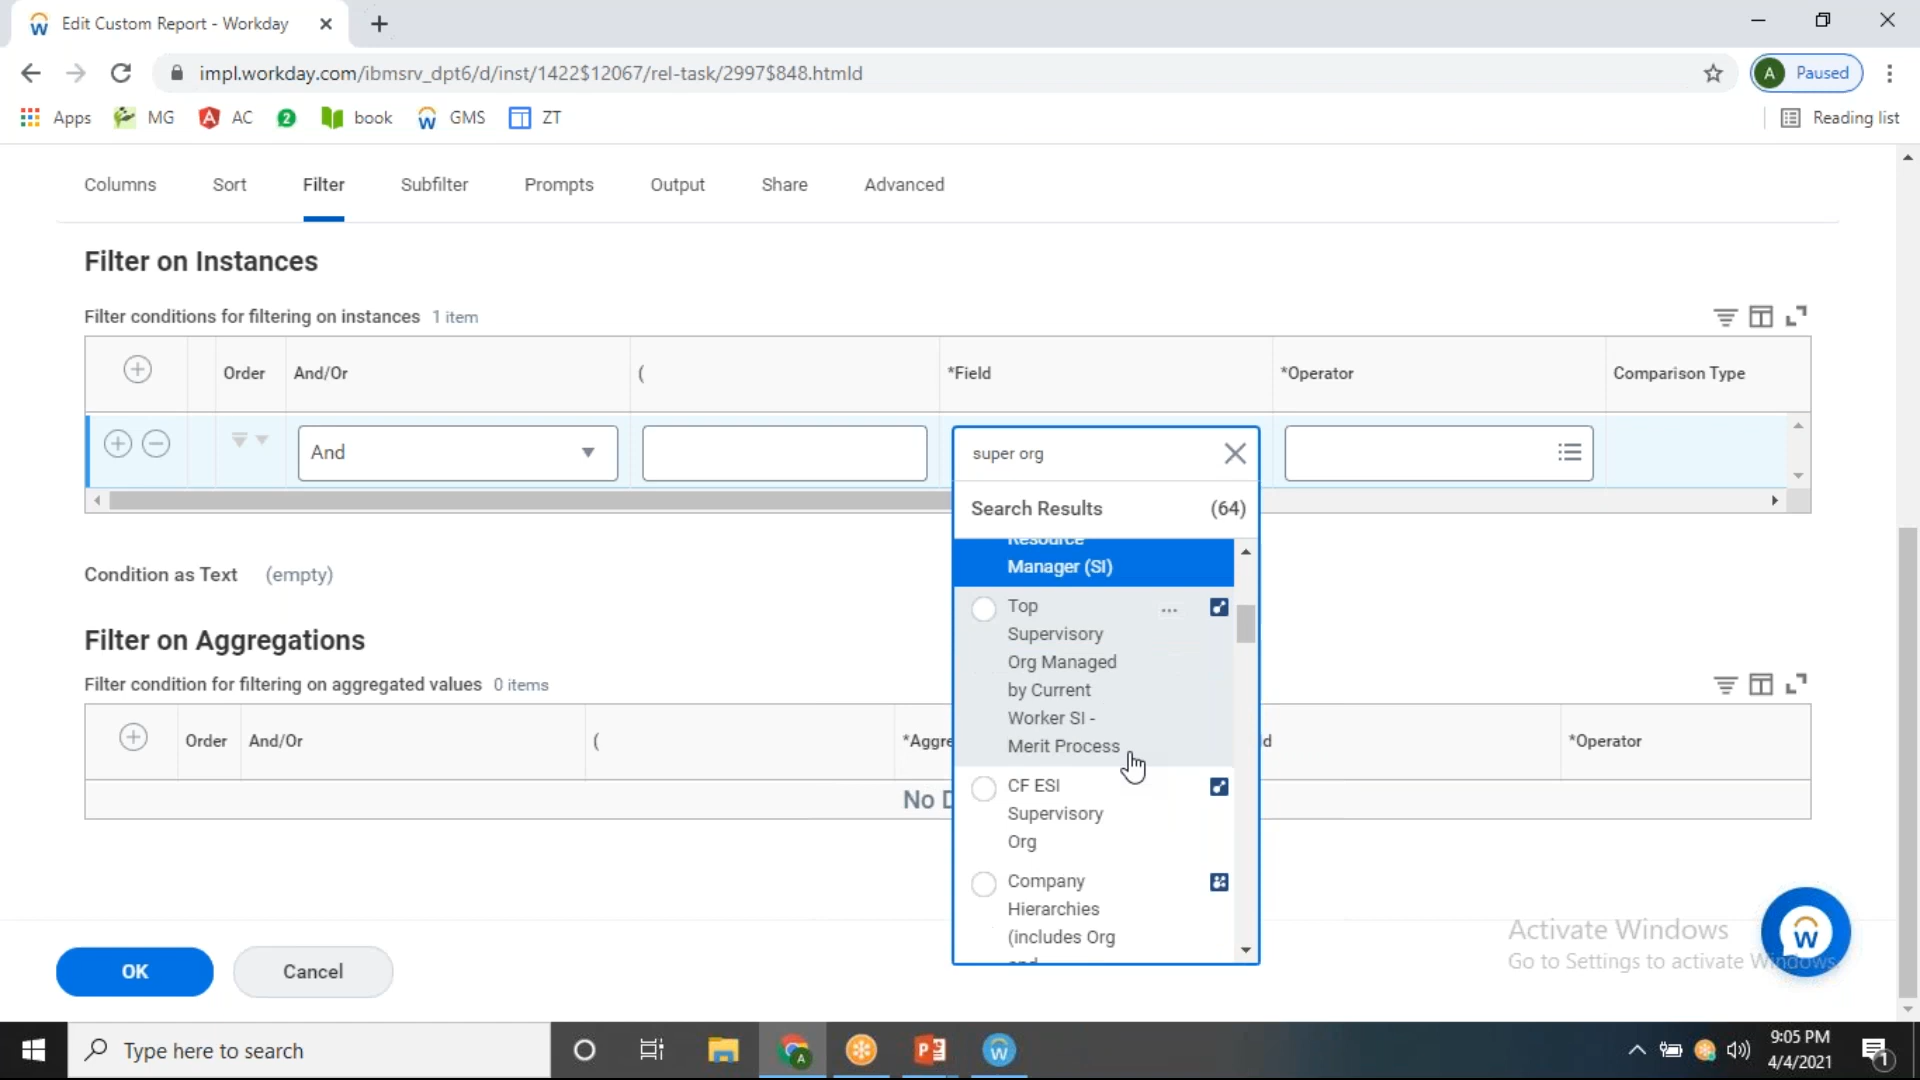 Edit Custom Report - Workday
impl.workday.com/ibmsrv_dpt6/d/inst/1422$12067/rel-task/2997$848.htmld
A Paused
Apps MG AC 2 book GMS ZT Reading list
Columns Sort Filter Subfilter Prompts Output Share Advanced
Filter on Instances
Filter conditions for filtering on instances 1 item
Order And/Or ( *Field *Operator Comparison Type
And super org
Search Results (64)
Resource
Manager (SI)
Top
Supervisory
Org Managed
by Current
Worker SI -
Merit Process
CF ESI
Supervisory
Org
Company
Hierarchies
(includes Org
and
Condition as Text (empty)
Filter on Aggregations
Filter condition for filtering on aggregated values 0 items
Order And/Or ( *Aggre d *Operator
No D
OK Cancel
Activate Windows
Go to Settings to activate Windows.
Type here to search
9:05 PM
4/4/2021
1